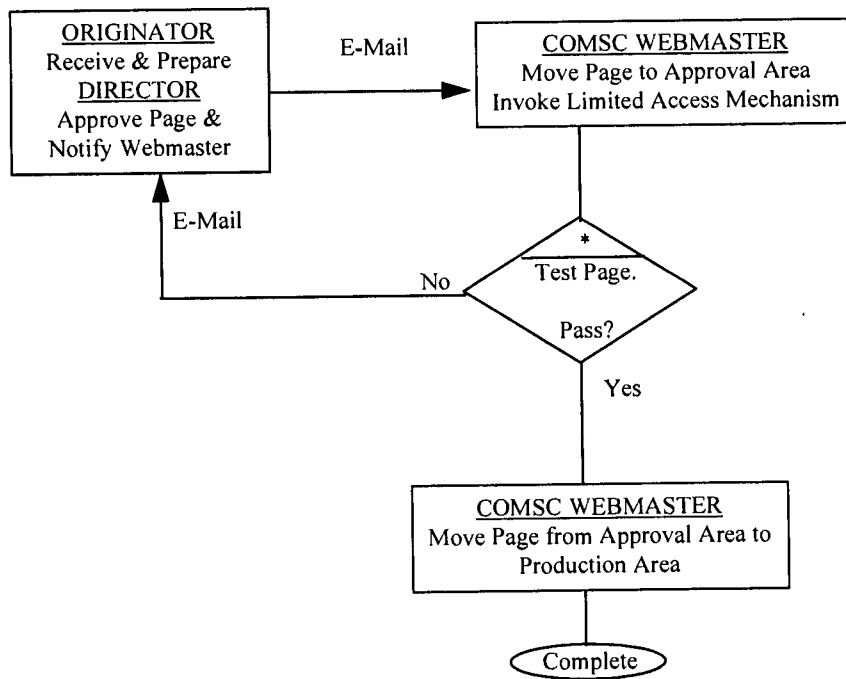 ORIGINATOR
Receive & Prepare
DIRECTOR
Approve Page &
Notify Webmaster
E-Mail
COMSC WEBMASTER
Move Page to Approval Area
Invoke Limited Access Mechanism
E-Mail
*
Test Page.
No
Pass?
Yes
COMSC WEBMASTER
Move Page from Approval Area to
Production Area
Complete